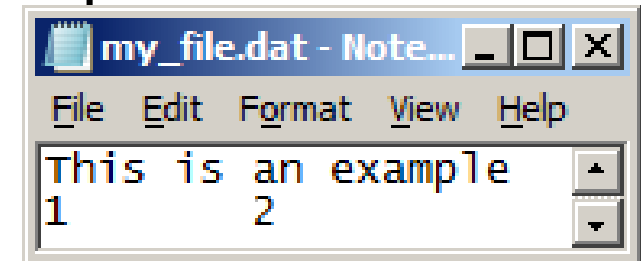 my_file.dat - Note...
File Edit Format View Help
This is an example
1 2